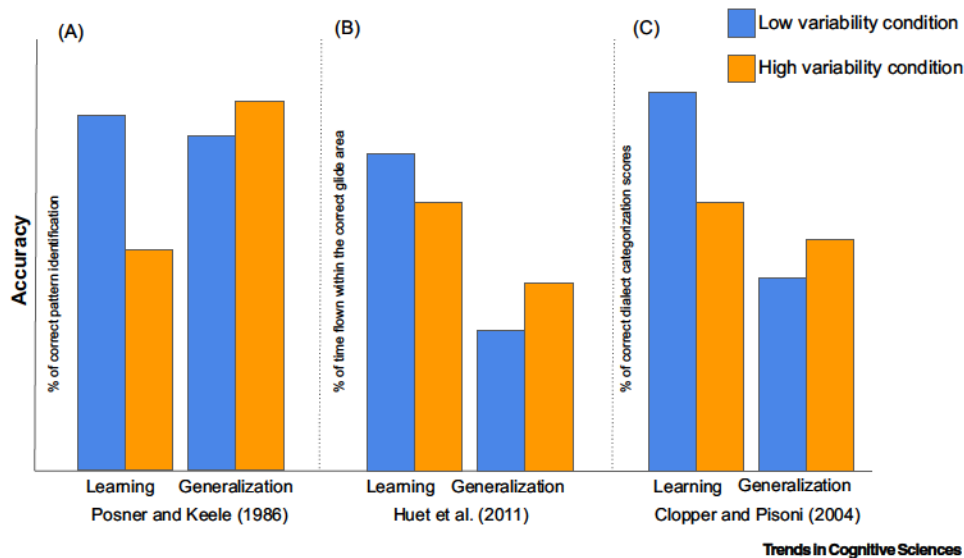 (A)
(B)
(C)
Low variability condition
High variability condition
Accuracy
% of correct pattern identification
% of time flown within the correct glide area
% of correct dialect categorization scores
Learning
Generalization
Learning
Generalization
Learning
Generalization
Posner and Keele (1986)
Huet et al. (2011)
Clopper and Pisoni (2004)
Trends in Cognitive Sciences